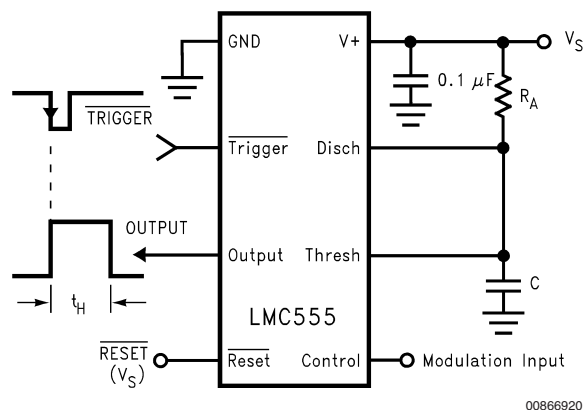 GND
V+
V_S
0.1 μF
R_A
TRIGGER
Trigger
Disch
OUTPUT
Output
Thresh
C
t_H
LMC555
RESET
(V_S)
Reset
Control
Modulation Input
00866920